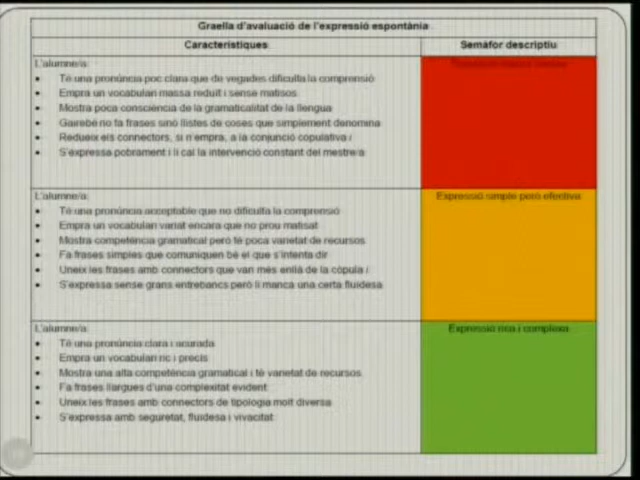 Graella d'avaluació de l'expressió espontània
Característiques
Semàfor descriptiu
L'alumne/a:
Té una pronúncia poc clara que de vegades dificulta la comprensió
Empra un vocabulari massa reduït i sense matisos
Mostra poca consciència de la gramaticalitat de la llengua
Gairebé no fa frases sinó llistes de coses que simplement denomina
Redueix els connectors, si n'empra, a la conjunció copulativa i
S'expressa pobrament i li cal la intervenció constant del mestre/a
L'alumne/a:
Expressió simple però efectiva
Té una pronúncia acceptable que no dificulta la comprensió
Empra un vocabulari variat encara que no prou matisat
Mostra competència gramatical però té poca varietat de recursos
Fa frases simples que comuniquen bé el que s'intenta dir
Uneix les frases amb connectors que van més enllà de la còpula i
S'expressa sense grans entrebancs però li manca una certa fluïdesa
L'alumne/a:
Expressió rica i complexa
Té una pronúncia clara i acurada
Empra un vocabulari ric i precís
Mostra una alta competència gramatical i té varietat de recursos
Fa frases llargues d'una complexitat evident
Uneix les frases amb connectors de tipologia molt diversa
S'expressa amb seguretat, fluïdesa i vivacitat